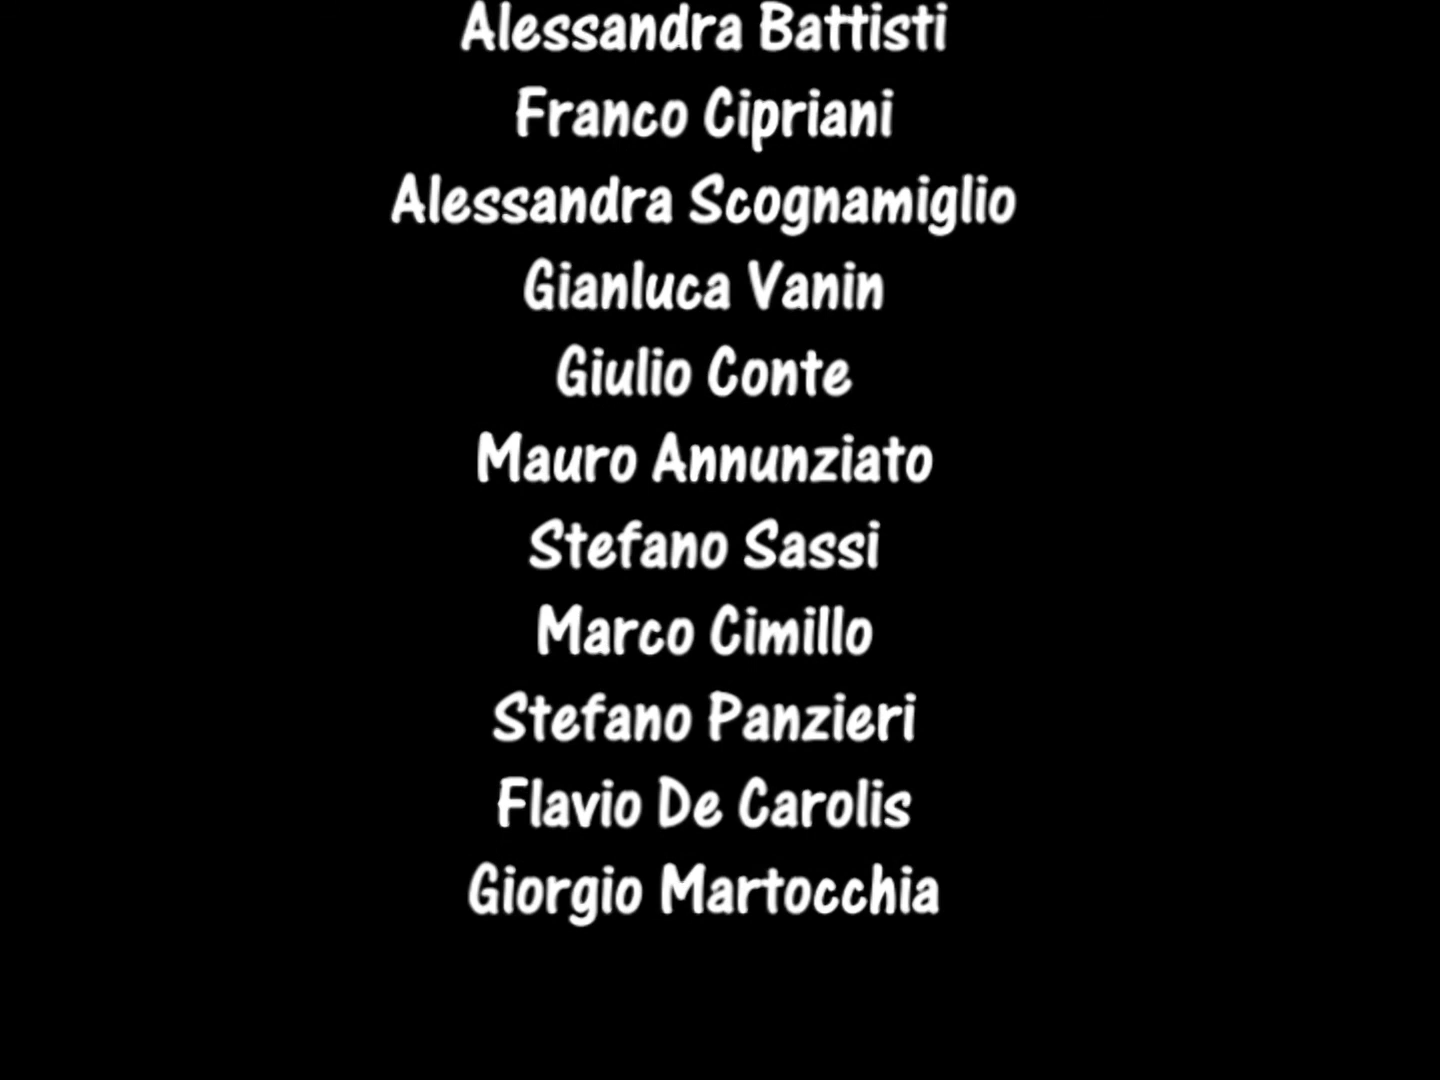 Alessandra Battisti
Franco Cipriani
Alessandra Scognamiglio
Gianluca Vanin
Giulio Conte
Mauro Annunziato
Stefano Sassi
Marco Cimillo
Stefano Panzieri
Flavio De Carolis
Giorgio Martocchia